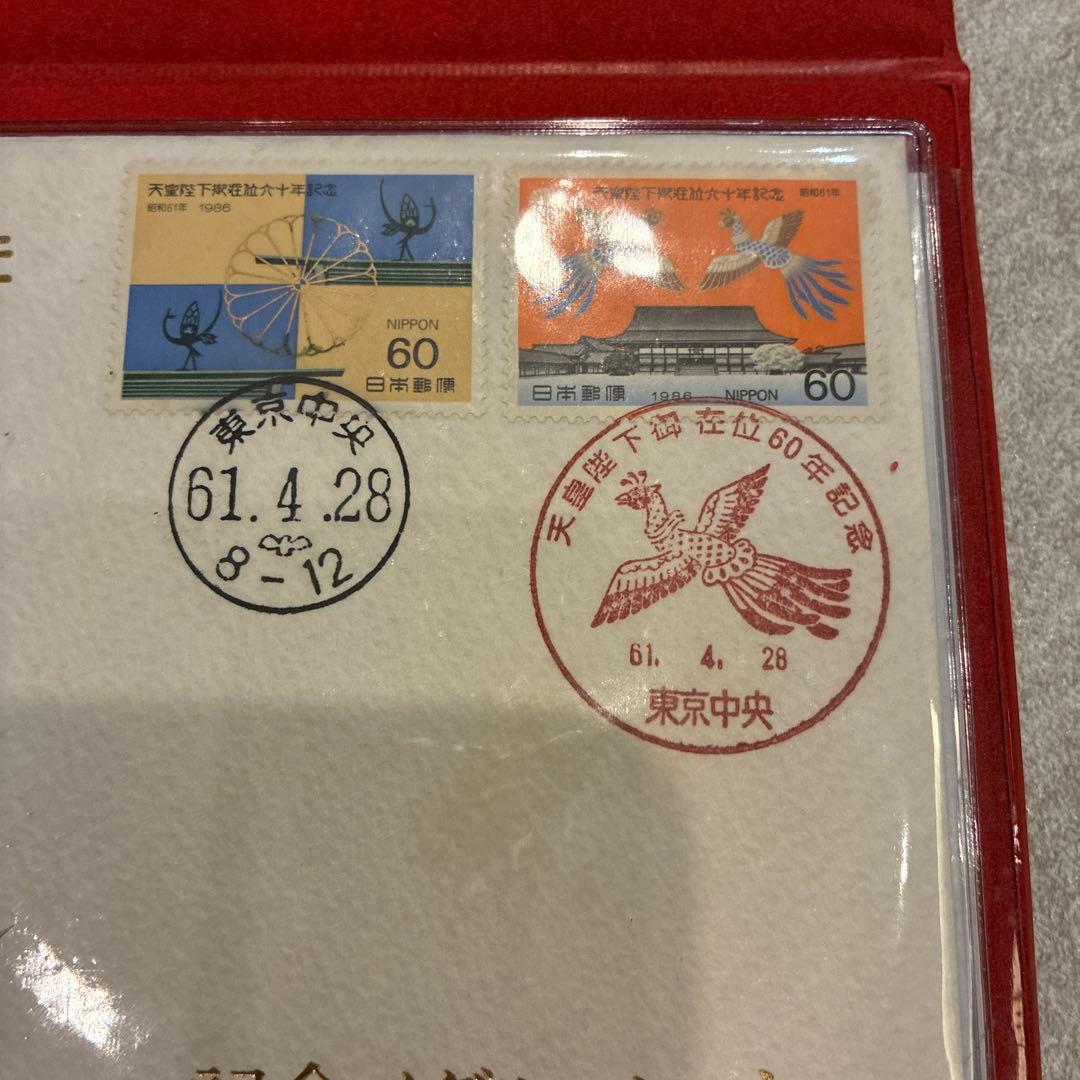 天皇陛下御在位六十年記念
昭和61年 1986
NIPPON
60
日本郵便
天皇陛下御在位六十年記念 昭和61年
日本郵便 1986 NIPPON 60
東京中央
61.4.28
8-12
天皇陛下御在位60年記念
61. 4. 28
東京中央